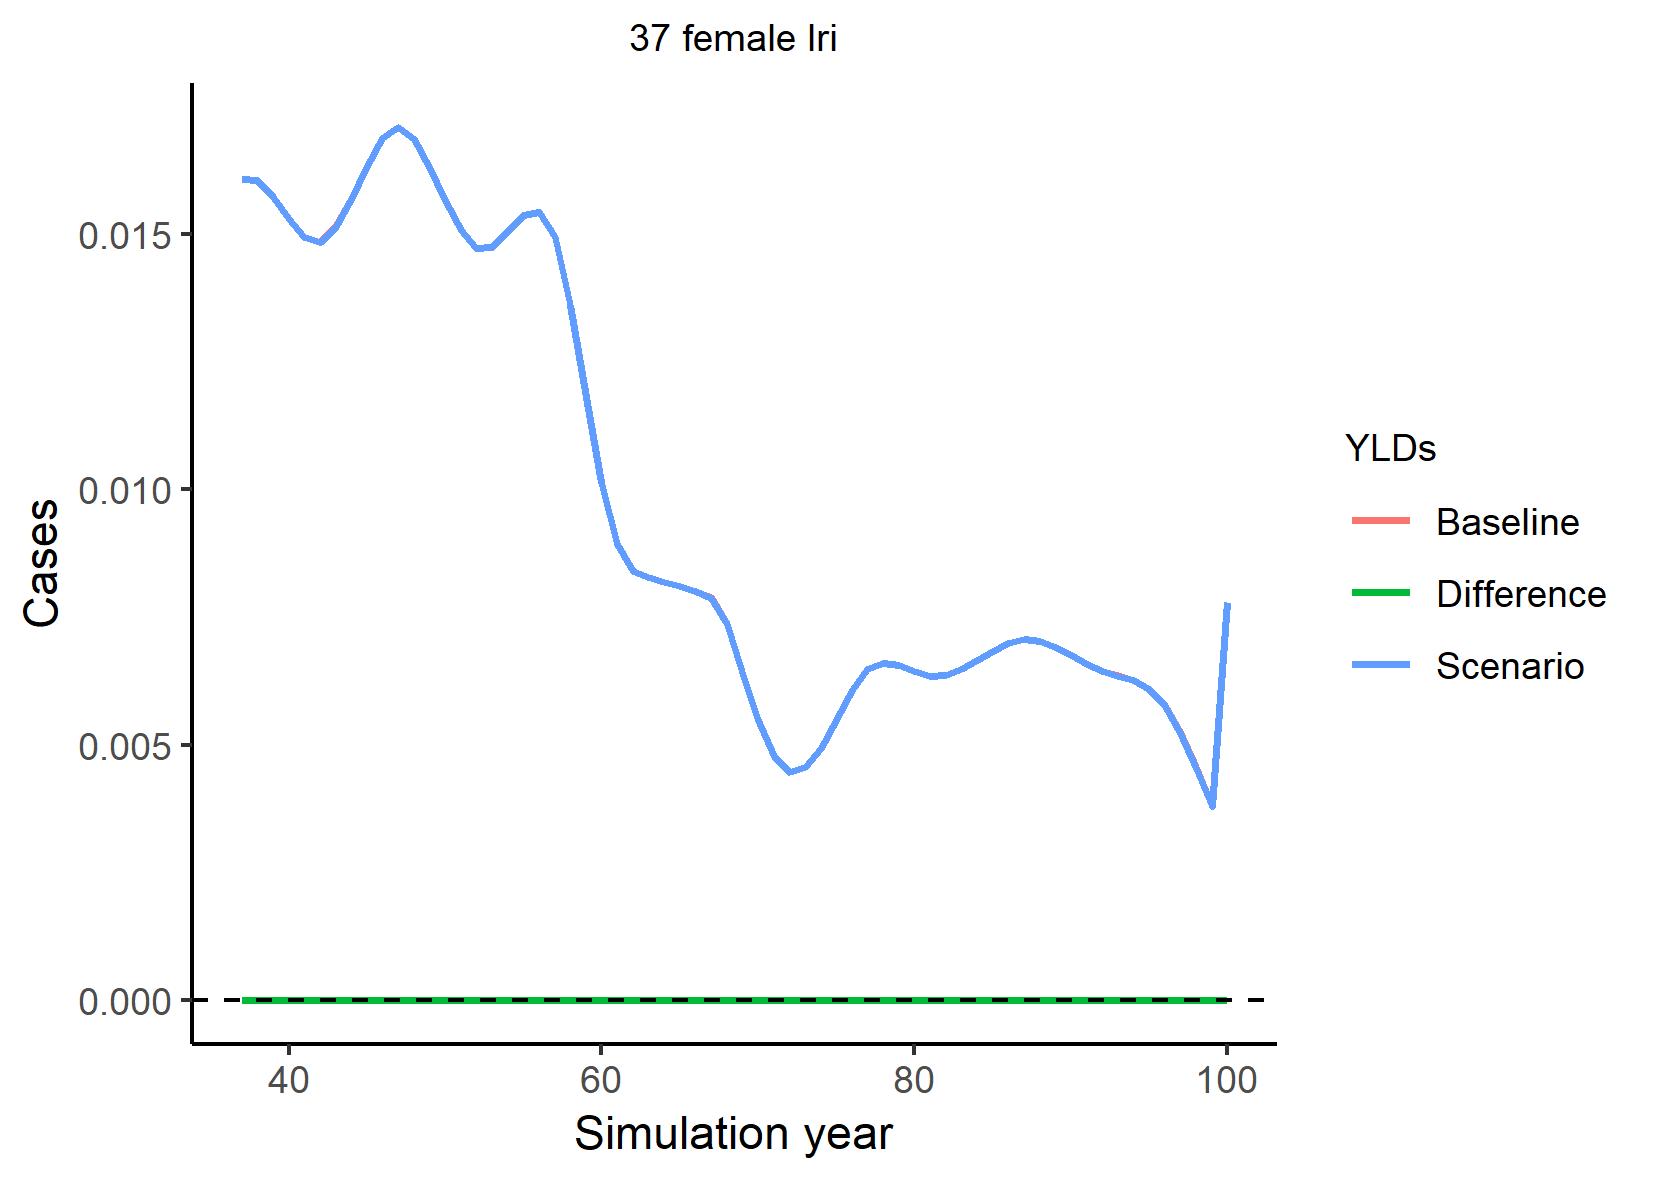 37 female lri
Cases
0.015
0.010
0.005
0.000
40 60 80 100
Simulation year
YLDs
Baseline
Difference
Scenario